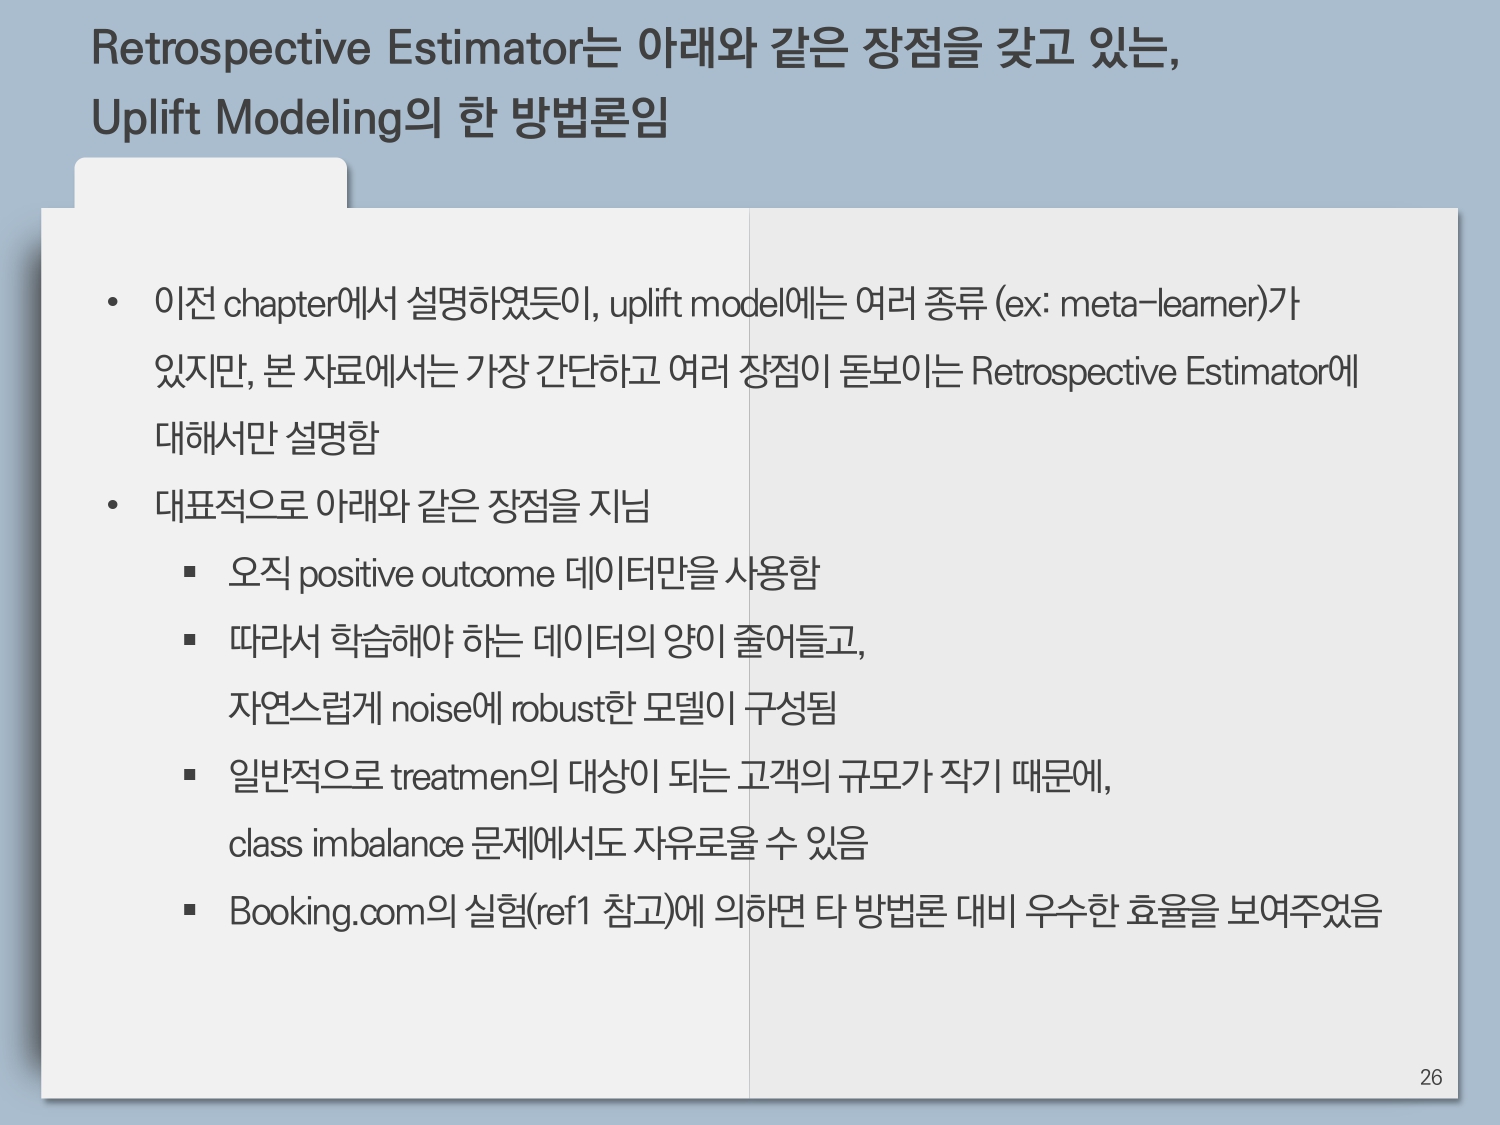 Retrospective Estimator는 아래와 같은 장점을 갖고 있는,
Uplift Modeling의 한 방법론임
• 이전 chapter에서 설명하였듯이, uplift model에는 여러 종류 (ex: meta-learner)가
있지만, 본 자료에서는 가장 간단하고 여러 장점이 돋보이는 Retrospective Estimator에
대해서만 설명함
• 대표적으로 아래와 같은 장점을 지님
▪ 오직 positive outcome 데이터만을 사용함
▪ 따라서 학습해야 하는 데이터의 양이 줄어들고,
자연스럽게 noise에 robust한 모델이 구성됨
▪ 일반적으로 treatmen의 대상이 되는 고객의 규모가 작기 때문에,
class imbalance 문제에서도 자유로울 수 있음
▪ Booking.com의 실험(ref1 참고)에 의하면 타 방법론 대비 우수한 효율을 보여주었음
26